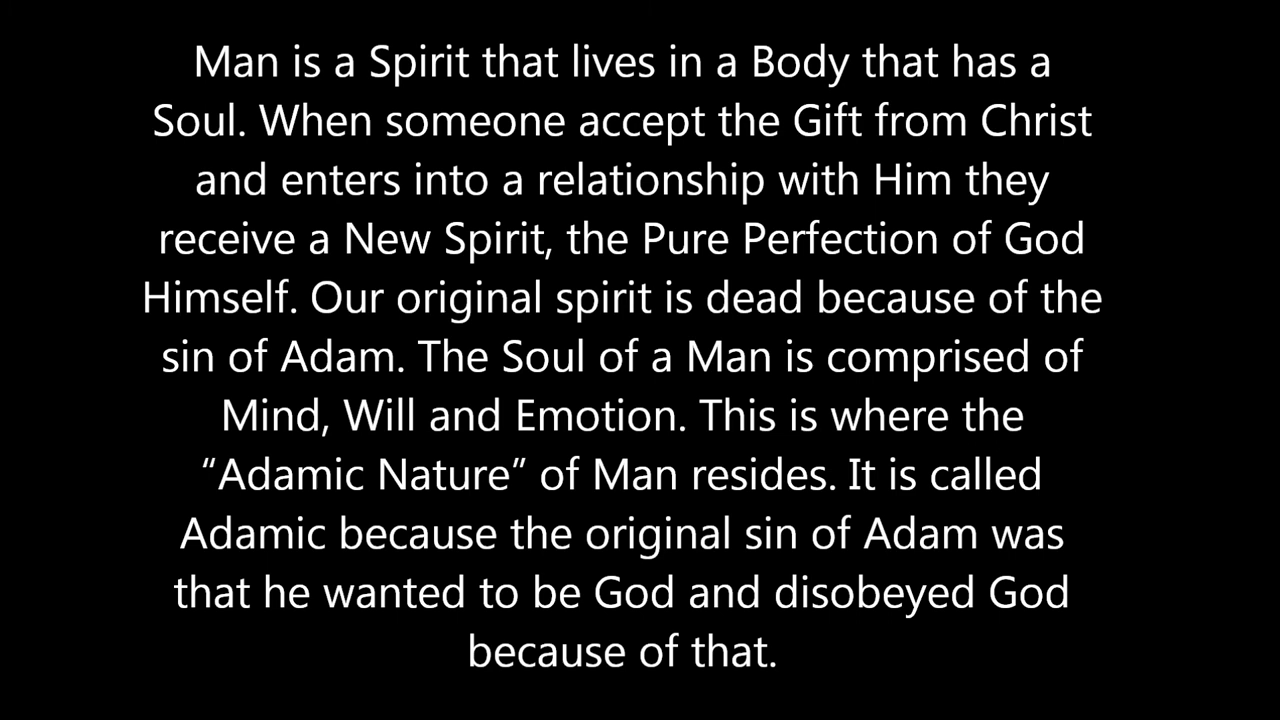 Man is a Spirit that lives in a Body that has a
Soul. When someone accept the Gift from Christ
and enters into a relationship with Him they
receive a New Spirit, the Pure Perfection of God
Himself. Our original spirit is dead because of the
sin of Adam. The Soul of a Man is comprised of
Mind, Will and Emotion. This is where the
“Adamic Nature” of Man resides. It is called
Adamic because the original sin of Adam was
that he wanted to be God and disobeyed God
because of that.